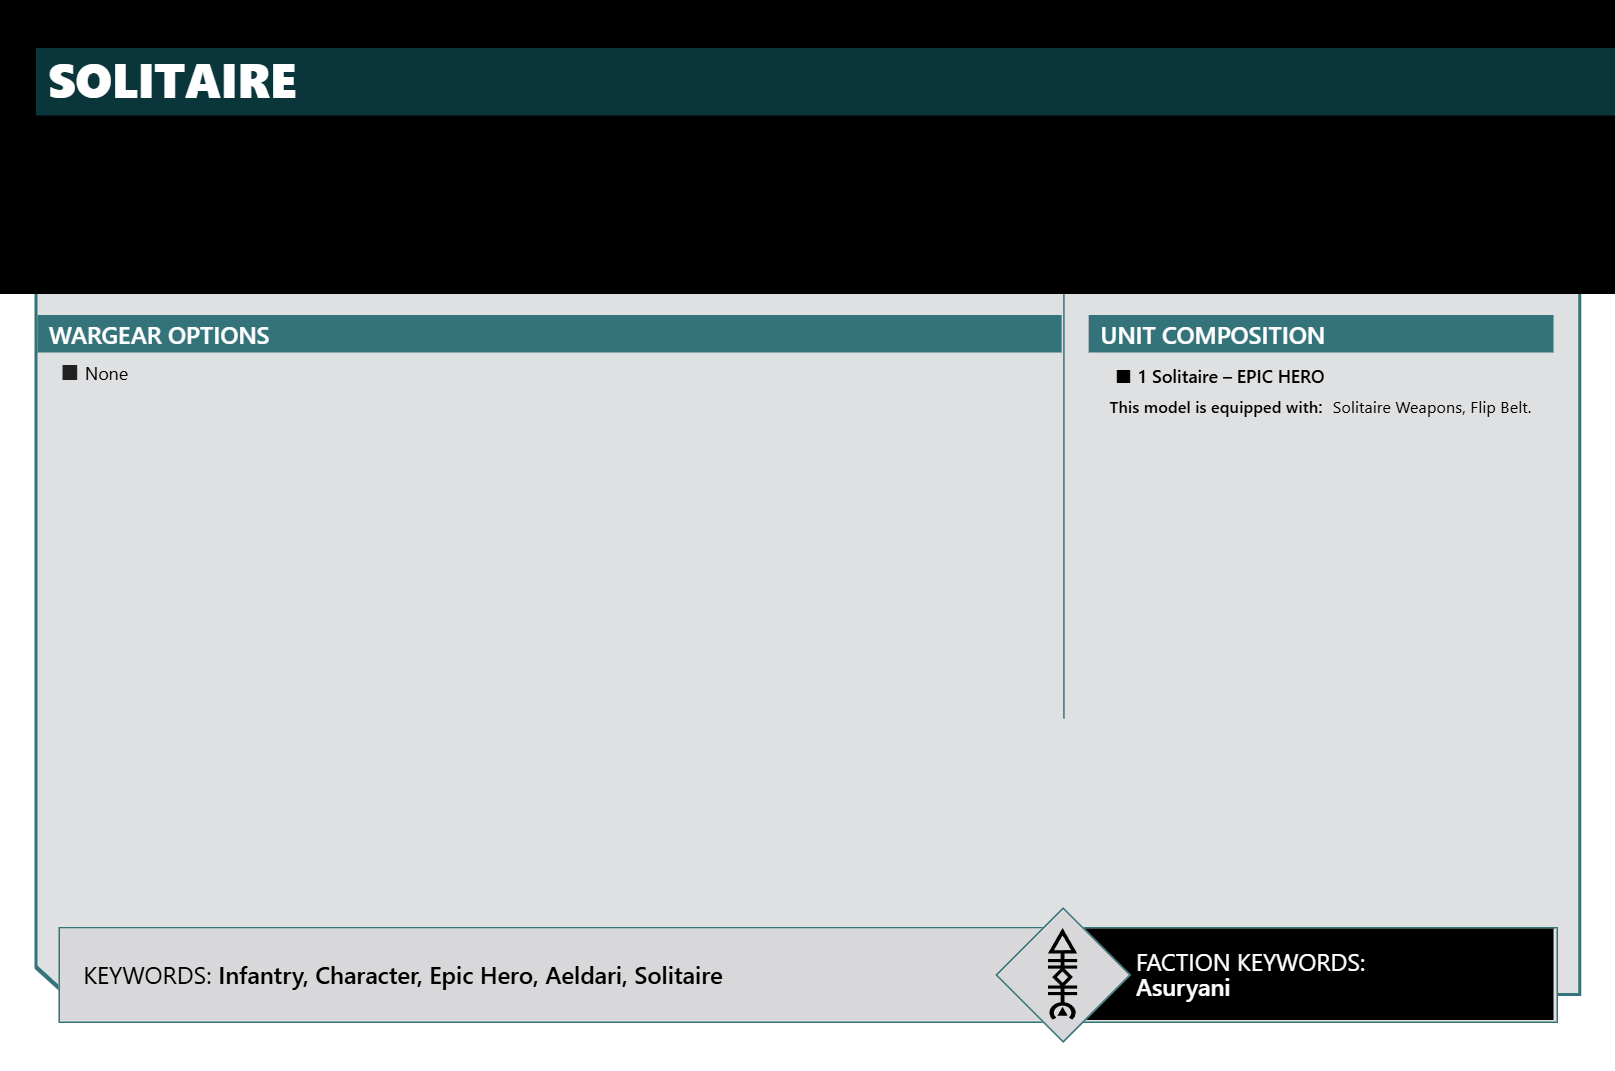 SOLITAIRE
WARGEAR OPTIONS
■ None
UNIT COMPOSITION
■ 1 Solitaire – EPIC HERO
This model is equipped with: Solitaire Weapons, Flip Belt.
KEYWORDS: Infantry, Character, Epic Hero, Aeldari, Solitaire
FACTION KEYWORDS:
Asuryani